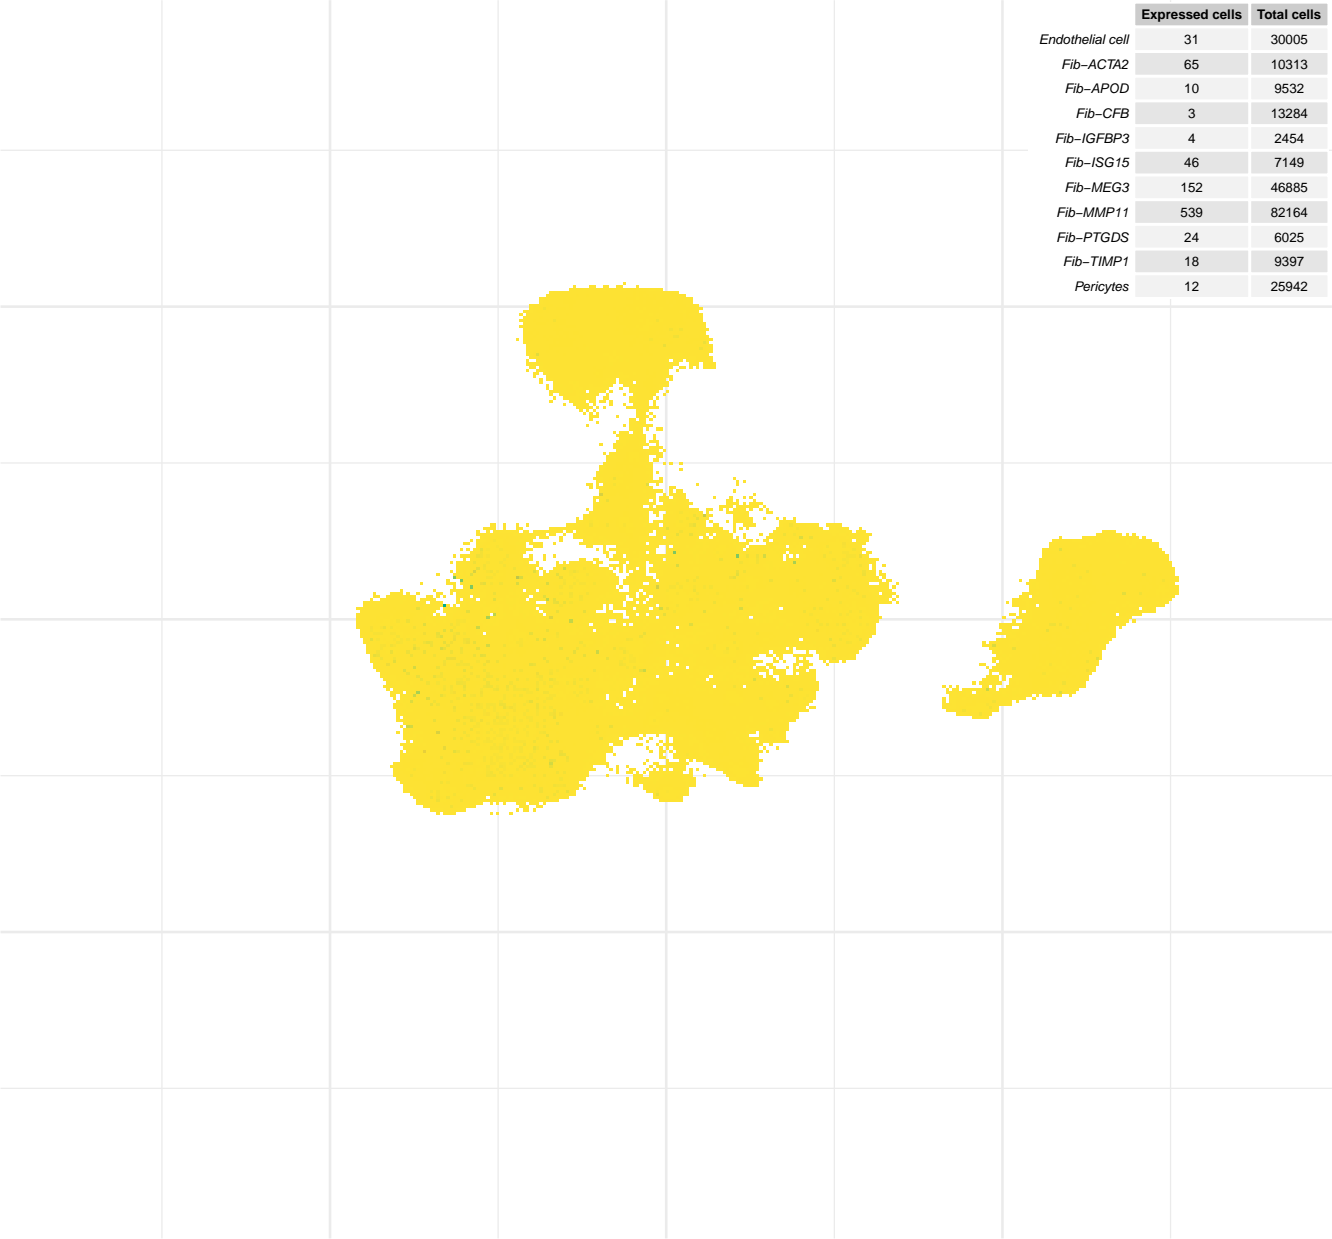 Expressed cells Total cells
Endothelial cell 31 30005
Fib−ACTA2 65 10313
Fib−APOD 10 9532
Fib−CFB 3 13284
Fib−IGFBP3 4 2454
Fib−ISG15 46 7149
Fib−MEG3 152 46885
Fib−MMP11 539 82164
Fib−PTGDS 24 6025
Fib−TIMP1 18 9397
Pericytes 12 25942